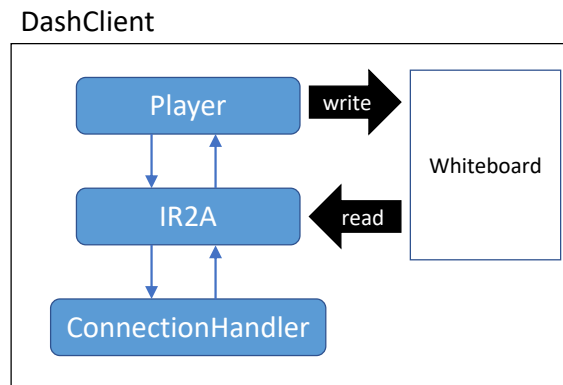 DashClient
Player
write
Whiteboard
IR2A
read
ConnectionHandler